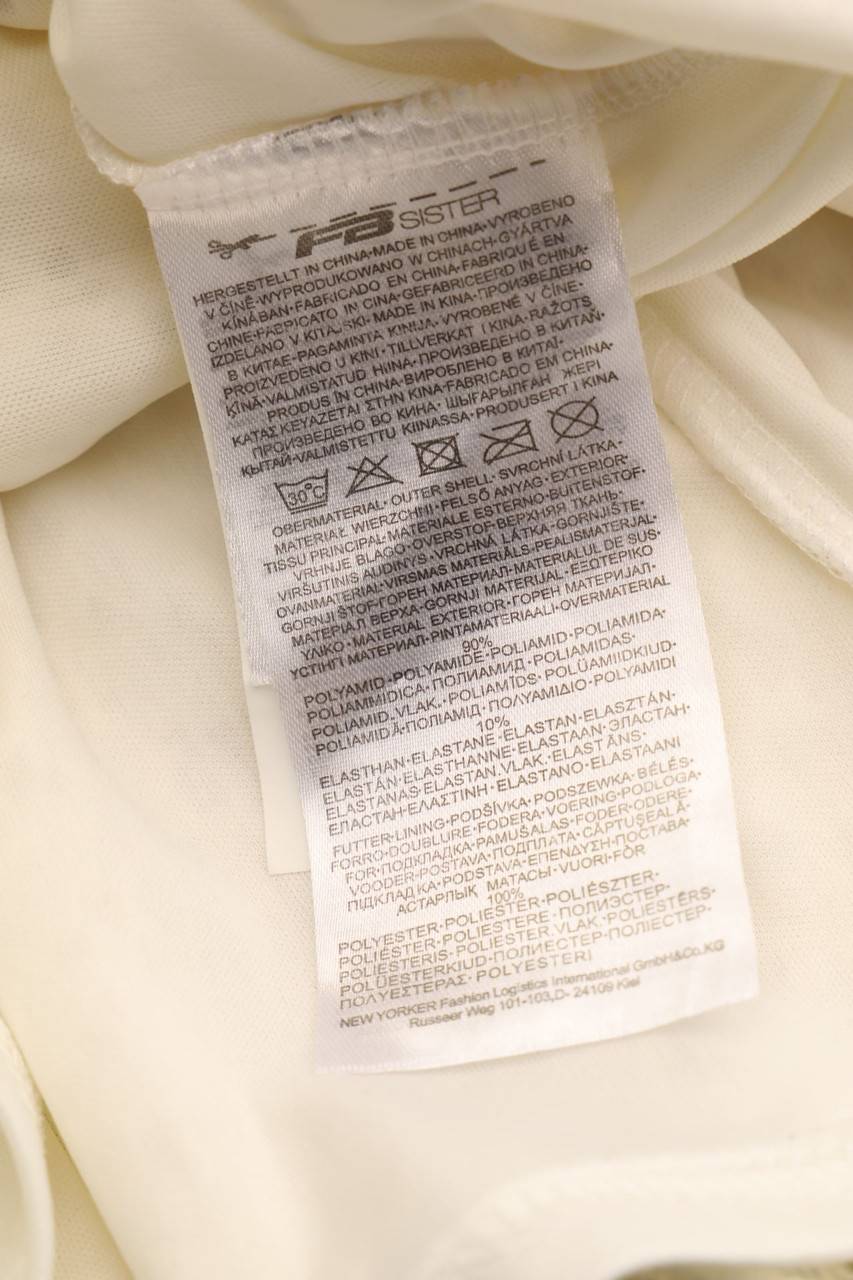 FB SISTER
HERGESTELLT IN CHINA·MADE IN CHINA·VYROBENO
V ČÍNĚ·WYPRODUKOWANO W CHINACH·GYÁRTVA
KÍNÁBAN·FABRICADO EN CHINA·FABRIQUÉ EN
CHINE·FABRICATO IN CINA·GEFABRICEERD IN CHINA·
IZDELANO V KITAJSKI·MADE IN KINA·ПРОИЗВЕДЕНО
В КИТАЕ·PAGAMINTA KINIJA·VYROBENÉ V ČÍNE·
PROIZVEDENO U KINI·TILLVERKAT I KINA·RAŽOTS
ĶĪNĀ·VALMISTATUD HIINA·ПРОИЗВЕДЕНО В КИТАЙ·
PRODUS ÎN CHINA·ВИРОБЛЕНО В КИТАЇ·
ΚΑΤΑΣΚΕΥΑΖΕΤΑΙ ΣΤΗΝ ΚΙΝΑ·FABRICADO EM CHINA·
ПРОИЗВЕДЕНО ВО КИНА·ШЫҒАРЫЛҒАН ЖЕРІ
ҚЫТАЙ·VALMISTETTU KIINASSA·PRODUSERT I KINA
30°C
OBERMATERIAL·OUTER SHELL·SVRCHNÍ LÁTKA·
MATERIAŁ WIERZCHNI·FELSŐ ANYAG·EXTERIOR·
TISSU PRINCIPAL·MATERIALE ESTERNO·BUITENSTOF·
VRHNJE BLAGO·OVERSTOF·ВЕРХНЯЯ ТКАНЬ·
VIRŠUTINIS AUDINYS·VRCHNÁ LÁTKA·GORNJIŠTE·
OVANMATERIAL·VIRSMAS MATERIĀLS·PEALISMATERJAL·
GORNJI ŠTOF·ГОРЕН МАТЕРИАЛ·MATERIALUL DE SUS·
МАТЕРІАЛ ВЕРХА·GORNJI MATERIJAL·ΕΞΩΤΕΡΙΚΟ
ΥΛΙΚΟ·MATERIAL EXTERIOR·ГОРЕН МАТЕРИЈАЛ·
ҮСТІҢГІ МАТЕРИАЛ·PINTAMATERIAALI·OVERMATERIAL
90%
POLYAMID·POLYAMIDE·POLIAMID·POLIAMIDA·
POLIAMMIDICA·ПОЛИАМИД·POLIAMIDAS·
POLIAMID.VLAK.·POLIAMĪDS·POLÜAMIIDKIUD·
POLIAMIDĂ·ПОЛІАМІД·ΠΟΛΥΑΜΙΔΙΟ·POLYAMIDI
10%
ELASTHAN·ELASTANE·ELASTAN·ELASZTÁN·
ELASTÁN·ELASTHANNE·ELASTAAN·ЭЛАСТАН·
ELASTANAS·ELASTAN.VLAK.·ELASTĀNS·
ЕЛАСТАН·ΕΛΑΣΤΙΝΗ·ELASTANO·ELASTAANI
FUTTER·LINING·PODŠÍVKA·PODSZEWKA·BÉLÉS·
FORRO·DOUBLURE·FODERA·VOERING·PODLOGA·
FOR·ПОДКЛАДКА·PAMUŠALAS·FODER·ODERE·
VOODER·POSTAVA·ПОДПЛАТА·CĂPTUȘEALĂ·
ПІДКЛАДКА·PODSTAVA·ΕΠΕΝΔΥΣΗ·ПОСТАВА·
АСТАРЛЫҚ МАТАСЫ·VUORI·FÔR
100%
POLYESTER·POLIESTER·POLIÉSZTER·
POLIÉSTER·POLIESTERE·ПОЛИЭСТЕР·
POLIESTERIS·POLIESTER.VLAK.·POLIESTERS·
POLÜESTERKIUD·ПОЛИЕСТЕР·ПОЛІЕСТЕР·
ΠΟΛΥΕΣΤΕΡΑΣ·POLYESTERI
NEW YORKER Fashion Logistics International GmbH&Co.KG
Russeer Weg 101-103,D- 24109 Kiel